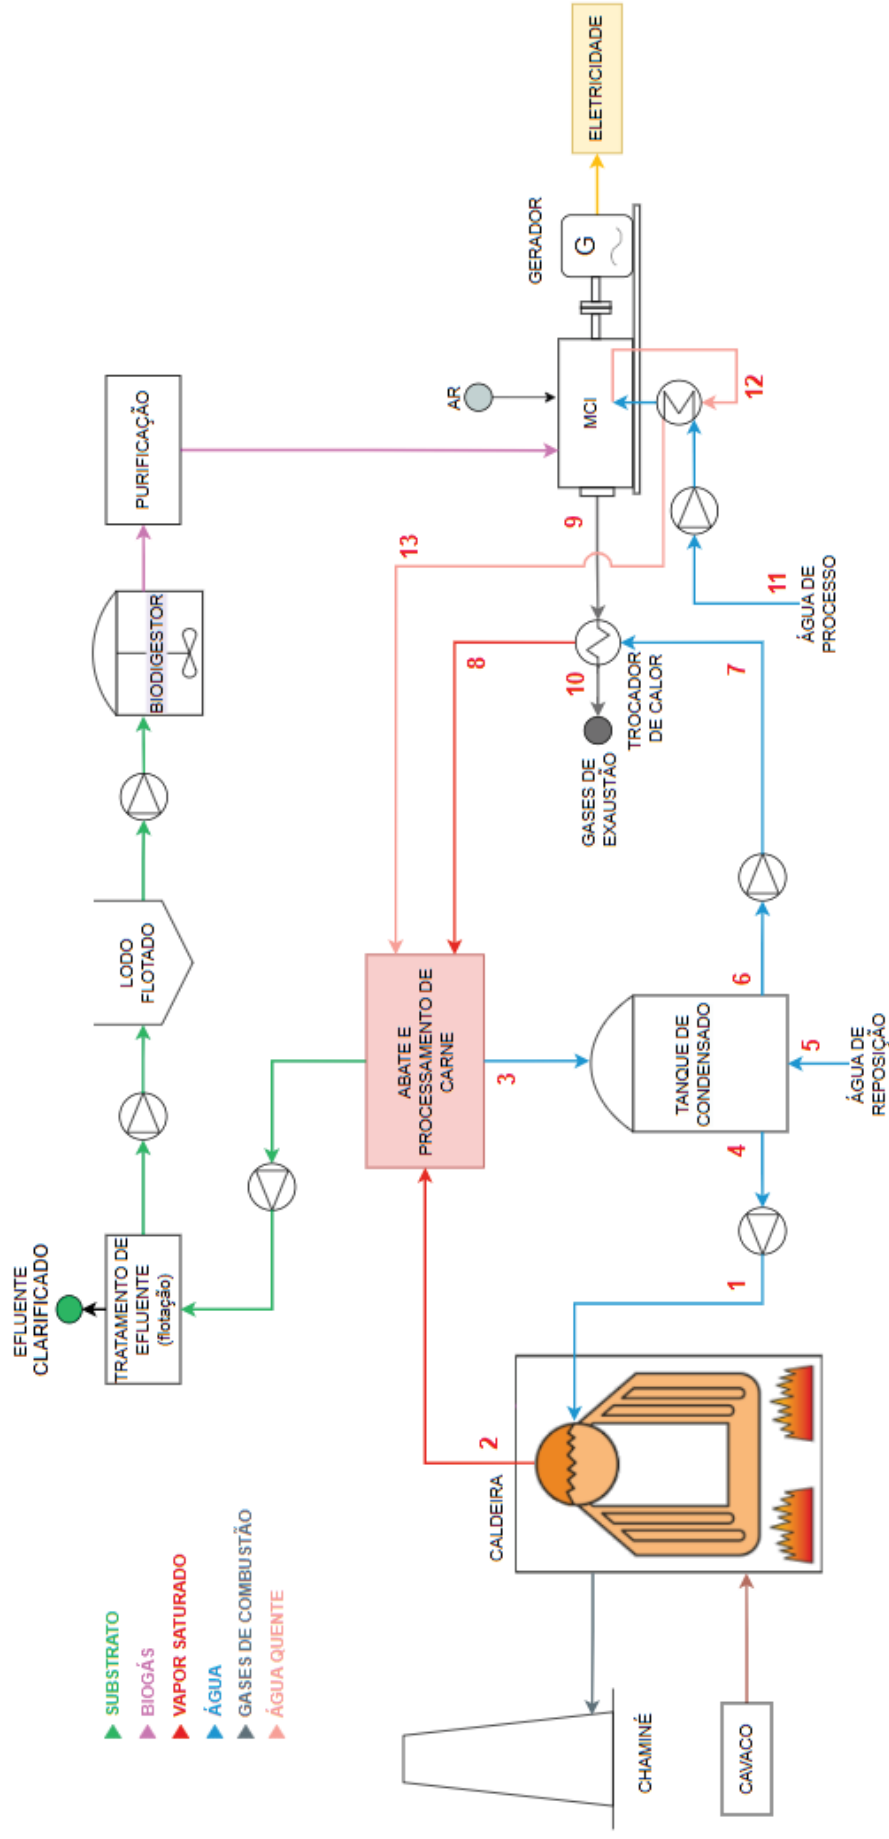 SUBSTRATO
BIOGÁS
VAPOR SATURADO
ÁGUA
GASES DE COMBUSTÃO
ÁGUA QUENTE
EFLUENTE
CLARIFICADO
TRATAMENTO DE
EFLUENTE
(flotação)
LODO
FLOTADO
BIODIGESTOR
PURIFICAÇÃO
CHAMINÉ
CAVACO
CALDEIRA
2
1
4
3
ABATE E
PROCESSAMENTO DE
CARNE
TANQUE DE
CONDENSADO
5
ÁGUA DE
REPOSIÇÃO
6
7
8
10
GASES DE
EXAUSTÃO
TROCADOR
DE CALOR
13
9
11
ÁGUA DE
PROCESSO
AR
MCI
12
GERADOR
G
ELETRICIDADE